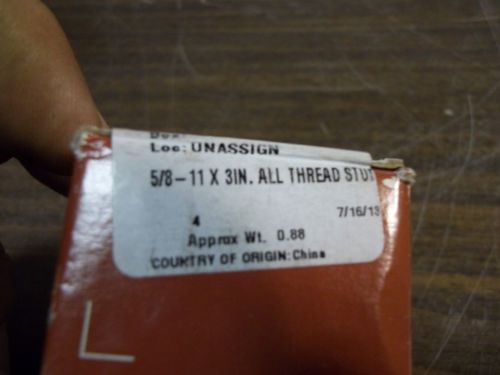 Loc: UNASSIGN
5/8-11 X 3IN. ALL THREAD STUD
4 7/16/13
Approx Wt. 0.88
COUNTRY OF ORIGIN: China
L